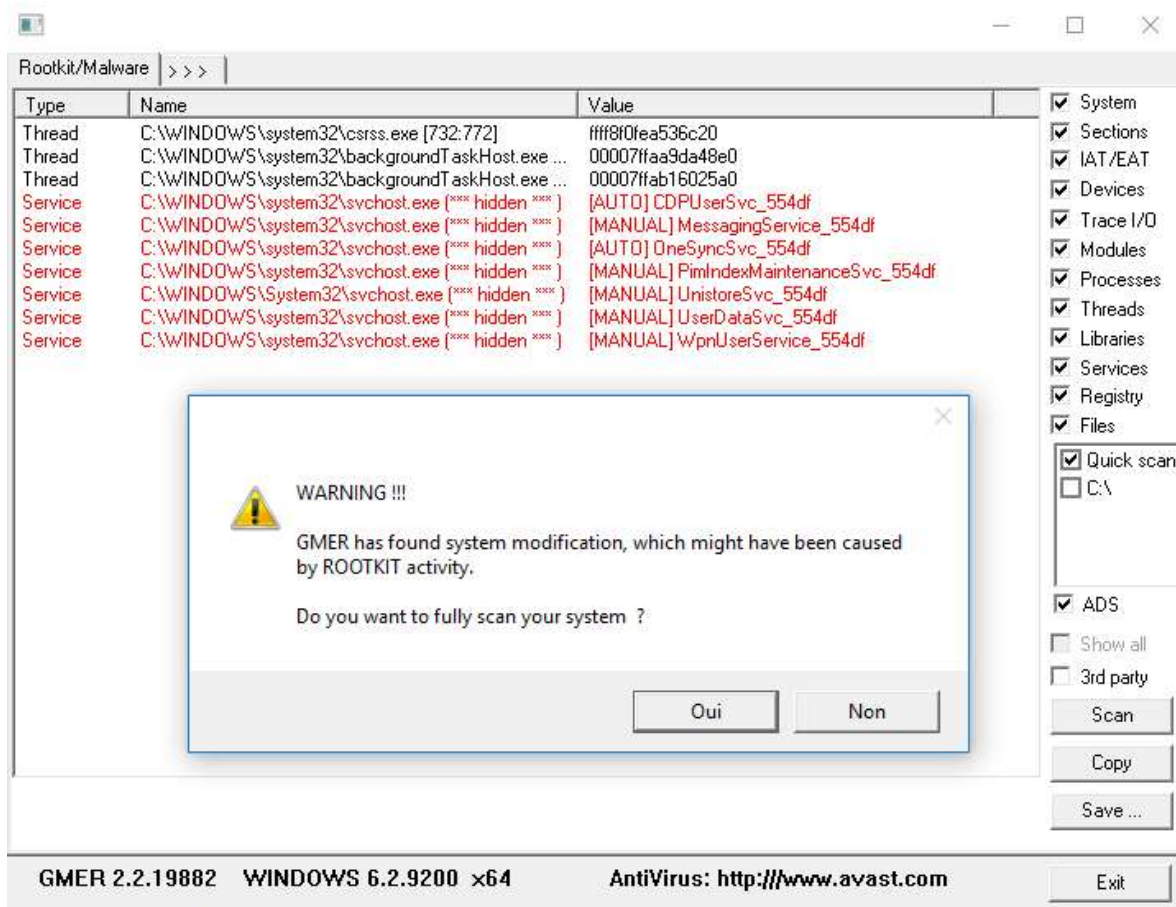 Rootkit/Malware > > >
Type Name Value
Thread C:\WINDOWS\system32\csrss.exe [732:772] ffff8f0fea536c20
Thread C:\WINDOWS\system32\backgroundTaskHost.exe ... 00007ffaa9da48e0
Thread C:\WINDOWS\system32\backgroundTaskHost.exe ... 00007ffab16025a0
Service C:\WINDOWS\system32\svchost.exe (*** hidden *** ) [AUTO] CDPUserSvc_554df
Service C:\WINDOWS\system32\svchost.exe (*** hidden *** ) [MANUAL] MessagingService_554df
Service C:\WINDOWS\system32\svchost.exe (*** hidden *** ) [AUTO] OneSyncSvc_554df
Service C:\WINDOWS\system32\svchost.exe (*** hidden *** ) [MANUAL] PimIndexMaintenanceSvc_554df
Service C:\WINDOWS\System32\svchost.exe (*** hidden *** ) [MANUAL] UnistoreSvc_554df
Service C:\WINDOWS\system32\svchost.exe (*** hidden *** ) [MANUAL] UserDataSvc_554df
Service C:\WINDOWS\system32\svchost.exe (*** hidden *** ) [MANUAL] WpnUserService_554df
System
Sections
IAT/EAT
Devices
Trace I/O
Modules
Processes
Threads
Libraries
Services
Registry
Files
Quick scan
C:\
ADS
Show all
3rd party
Scan
Copy
Save ...
WARNING !!!
GMER has found system modification, which might have been caused
by ROOTKIT activity.
Do you want to fully scan your system ?
Oui Non
GMER 2.2.19882 WINDOWS 6.2.9200 x64 AntiVirus: http:///www.avast.com Exit